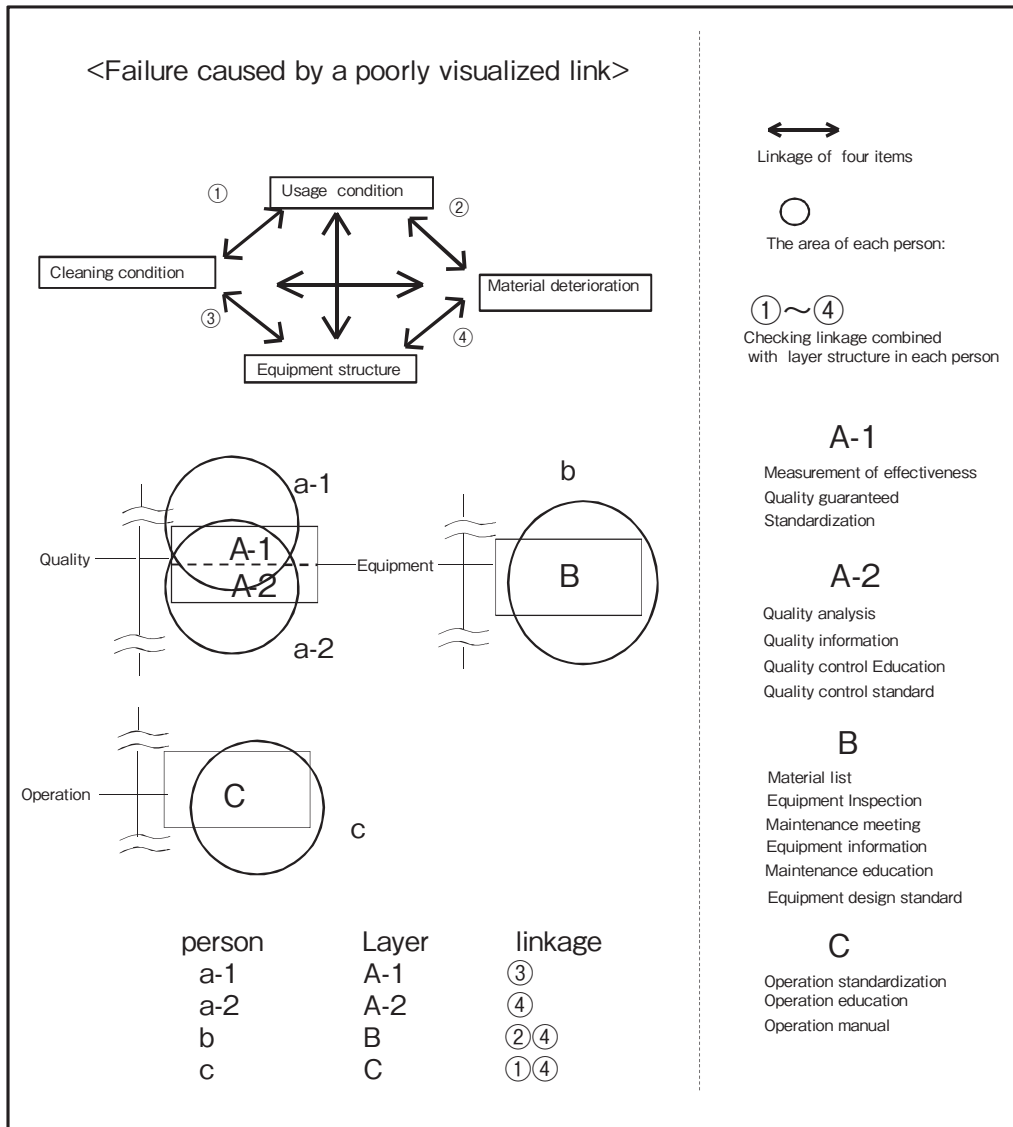 <Failure caused by a poorly visualized link>
① Usage condition ②
Cleaning condition
Material deterioration
③ ④
Equipment structure
a-1
A-1
Quality
A-2
a-2
b
Equipment
B
Operation
C
c
person Layer linkage
a-1 A-1 ③
a-2 A-2 ④
b B ②④
c C ①④
Linkage of four items
The area of each person:
①～④
Checking linkage combined
with layer structure in each person
A-1
Measurement of effectiveness
Quality guaranteed
Standardization
A-2
Quality analysis
Quality information
Quality control Education
Quality control standard
B
Material list
Equipment Inspection
Maintenance meeting
Equipment information
Maintenance education
Equipment design standard
C
Operation standardization
Operation education
Operation manual